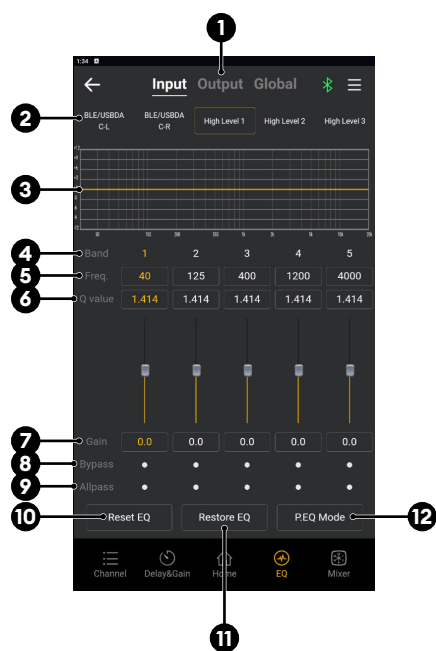 1
1:34 A
Input Output Global
2
BLE/USBDA C-L
BLE/USBDA C-R
High Level 1
High Level 2
High Level 3
3
4
Band 1 2 3 4 5
5
Freq. 40 125 400 1200 4000
6
Q value 1.414 1.414 1.414 1.414 1.414
7
Gain 0.0 0.0 0.0 0.0 0.0
8
Bypass
9
Allpass
10
Reset EQ
Restore EQ
P.EQ Mode
12
Channel
Delay&Gain
Home
EQ
Mixer
11